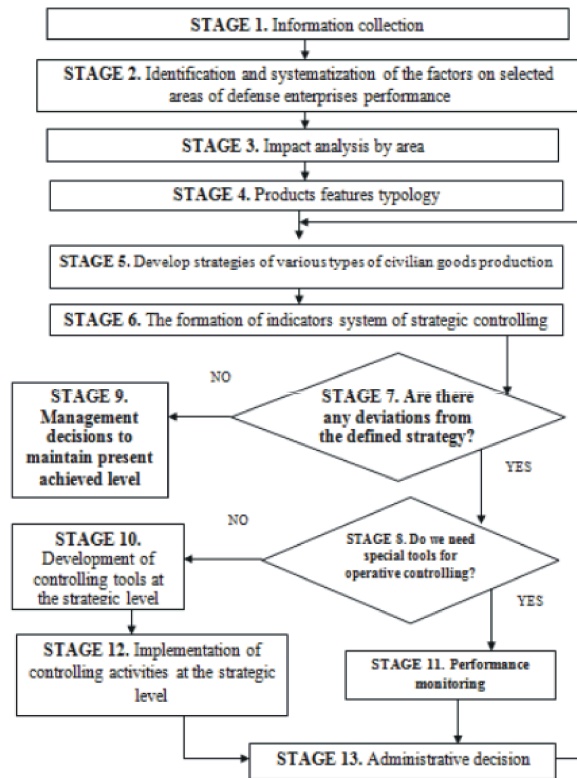 STAGE 1. Information collection
STAGE 2. Identification and systematization of the factors on selected
areas of defense enterprises performance
STAGE 3. Impact analysis by area
STAGE 4. Products features typology
STAGE 5. Develop strategies of various types of civilian goods production
STAGE 6. The formation of indicators system of strategic controlling
NO
STAGE 7. Are there
any deviations from
the defined strategy?
STAGE 9.
Management
decisions to
maintain present
achieved level
YES
NO
STAGE 8. Do we need
special tools for
operative controlling?
STAGE 10.
Development of
controlling tools at
the strategic level
YES
STAGE 12. Implementation of
controlling activities at the strategic
level
STAGE 11. Performance
monitoring
STAGE 13. Administrative decision